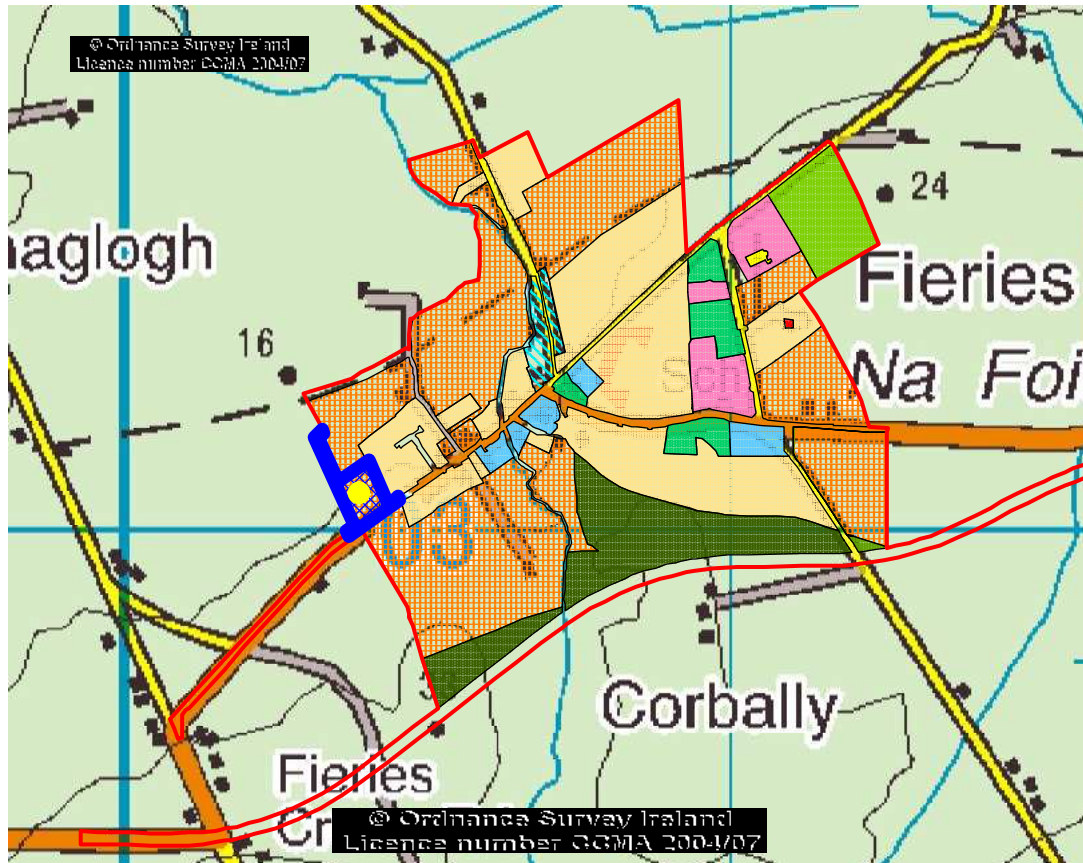 © Ordnance Survey Ireland
Licence number CCMA 2004/07
24
naglogh
Fieries
16
Na Foi
03
Corbally
Fieries
Cr
© Ordnance Survey Ireland
Licence number CCMA 2004/07